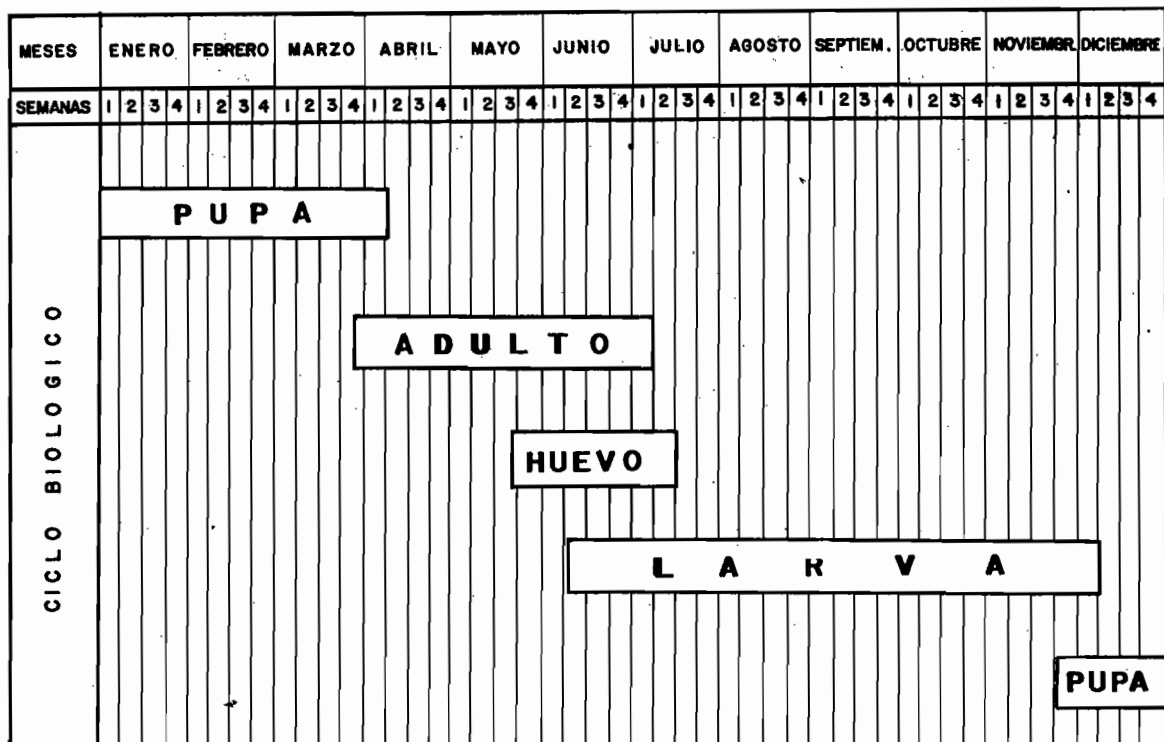 MESES ENERO FEBRERO MARZO ABRIL MAYO JUNIO JULIO AGOSTO SEPTIEM. OCTUBRE NOVIEMBR. DICIEMBRE
SEMANAS 1 2 3 4 1 2 3 4 1 2 3 4 1 2 3 4 1 2 3 4 1 2 3 4 1 2 3 4 1 2 3 4 1 2 3 4 1 2 3 4 1 2 3 4 1 2 3 4
CICLO BIOLOGICO
PUPA
ADULTO
HUEVO
LARVA
PUPA